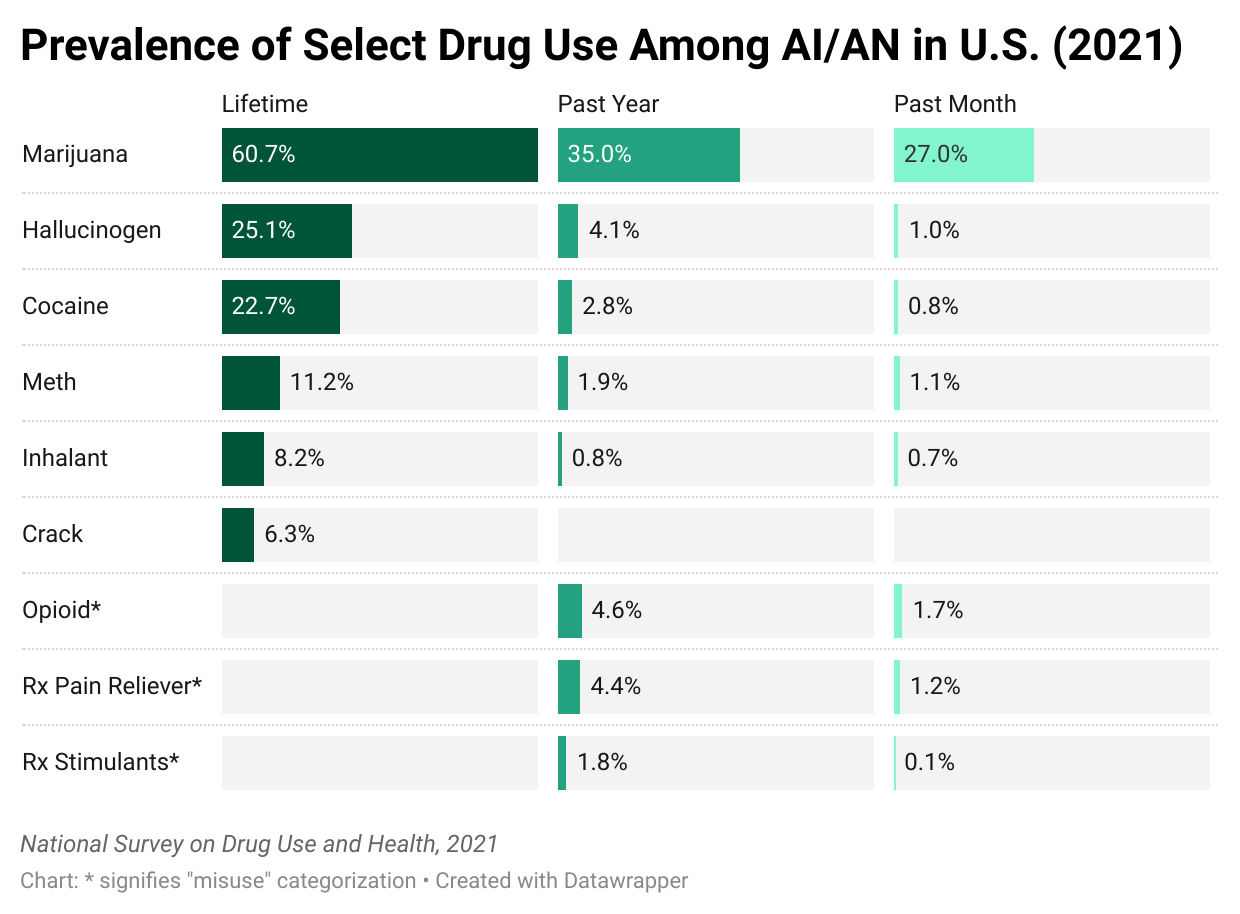 Prevalence of Select Drug Use Among AI/AN in U.S. (2021)
Lifetime Past Year Past Month
Marijuana 60.7% 35.0% 27.0%
Hallucinogen 25.1% 4.1% 1.0%
Cocaine 22.7% 2.8% 0.8%
Meth 11.2% 1.9% 1.1%
Inhalant 8.2% 0.8% 0.7%
Crack 6.3%
Opioid* 4.6% 1.7%
Rx Pain Reliever* 4.4% 1.2%
Rx Stimulants* 1.8% 0.1%
National Survey on Drug Use and Health, 2021
Chart: * signifies "misuse" categorization • Created with Datawrapper